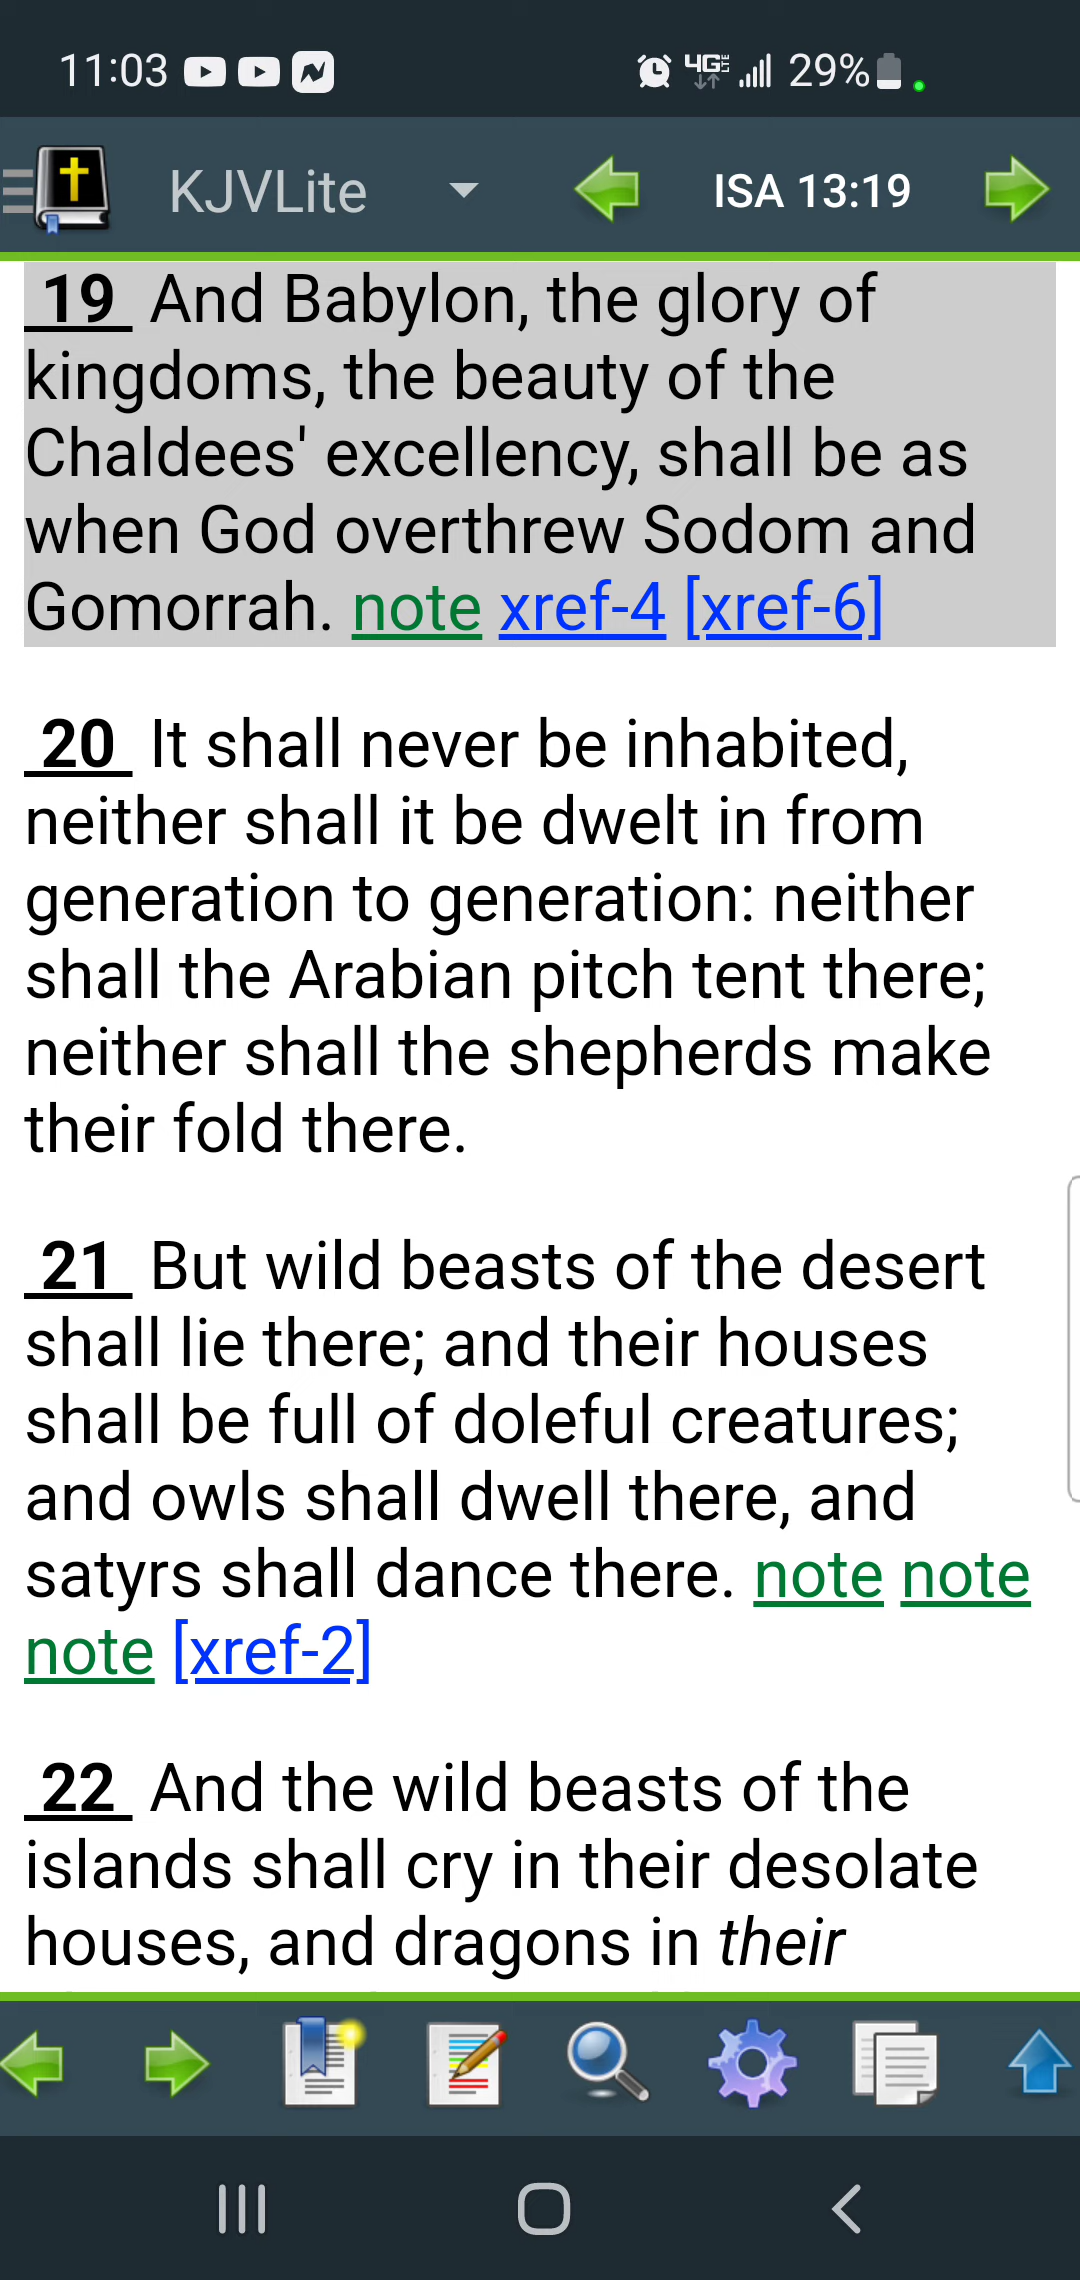 11:03 4G LTE 29%
KJVLite ISA 13:19
19 And Babylon, the glory of
kingdoms, the beauty of the
Chaldees' excellency, shall be as
when God overthrew Sodom and
Gomorrah. note xref-4 [xref-6]
20 It shall never be inhabited,
neither shall it be dwelt in from
generation to generation: neither
shall the Arabian pitch tent there;
neither shall the shepherds make
their fold there.
21 But wild beasts of the desert
shall lie there; and their houses
shall be full of doleful creatures;
and owls shall dwell there, and
satyrs shall dance there. note note
note [xref-2]
22 And the wild beasts of the
islands shall cry in their desolate
houses, and dragons in their